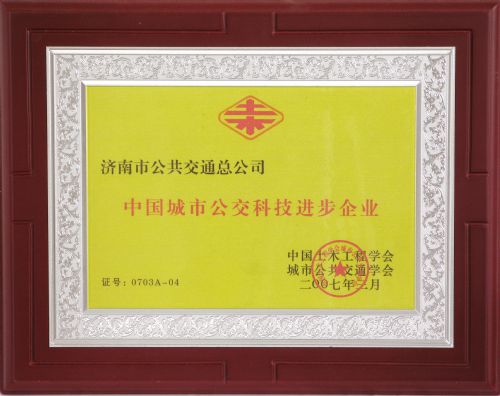 济南市公共交通总公司
中国城市公交科技进步企业
中国土木工程学会
城市公共交通学会
证号：0703A-04
二〇〇七年三月